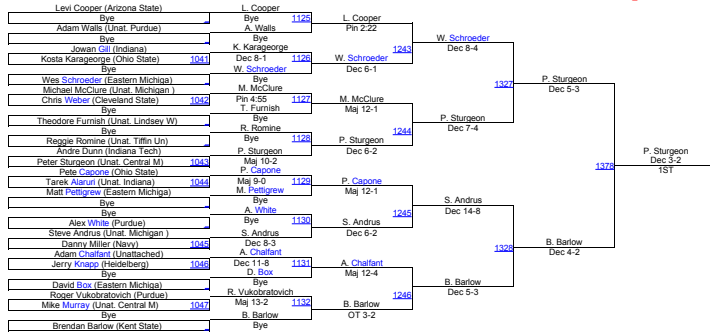 Levi Cooper (Arizona State)
Bye
Adam Walls (Unat. Purdue)
Bye
Jowan Gill (Indiana)
Kosta Karageorge (Ohio State) 1041
Bye
Wes Schroeder (Eastern Michiga)
Michael McClure (Unat. Michigan )
Chris Weber (Cleveland State) 1042
Bye
Theodore Furnish (Unat. Lindsey W)
Bye
Reggie Romine (Unat. Tiffin Un)
Andre Dunn (Indiana Tech)
Peter Sturgeon (Unat. Central M) 1043
Pete Capone (Ohio State)
Tarek Alaruri (Unat. Indiana) 1044
Matt Pettigrew (Eastern Michiga)
Bye
Bye
Alex White (Purdue)
Steve Andrus (Unat. Michigan )
Danny Miller (Navy) 1045
Adam Chalfant (Unattached)
Jerry Knapp (Heidelberg) 1046
Bye
David Box (Eastern Michiga)
Roger Vukobratovich (Purdue)
Mike Murray (Unat. Central M) 1047
Bye
Brendan Barlow (Kent State)
L. Cooper
Bye 1125
A. Walls
Bye
K. Karageorge
Dec 8-1 1126
W. Schroeder
Bye
M. McClure
Pin 4:55 1127
T. Furnish
Bye
R. Romine
Bye 1128
P. Sturgeon
Maj 10-2
P. Capone
Maj 9-0 1129
M. Pettigrew
Bye
A. White
Bye 1130
S. Andrus
Dec 8-3
A. Chalfant
Dec 11-8 1131
D. Box
Bye
R. Vukobratovich
Maj 13-2 1132
B. Barlow
Bye
L. Cooper
Pin 2:22
1243
W. Schroeder
Dec 6-1
M. McClure
Maj 12-1
1244
P. Sturgeon
Dec 6-2
P. Capone
Maj 12-1
1245
S. Andrus
Dec 6-2
A. Chalfant
Maj 12-4
1246
B. Barlow
OT 3-2
W. Schroeder
Dec 8-4
1327
P. Sturgeon
Dec 7-4
S. Andrus
Dec 14-8
1328
B. Barlow
Dec 5-3
P. Sturgeon
Dec 5-3
1378
B. Barlow
Dec 4-2
P. Sturgeon
Dec 3-2
1ST